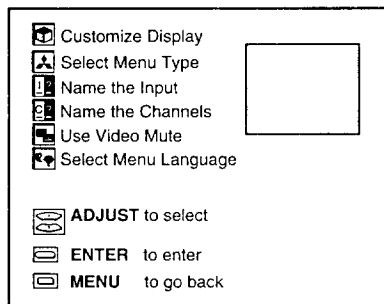 Customize Display
Select Menu Type
Name the Input
Name the Channels
Use Video Mute
Select Menu Language
ADJUST to select
ENTER to enter
MENU to go back